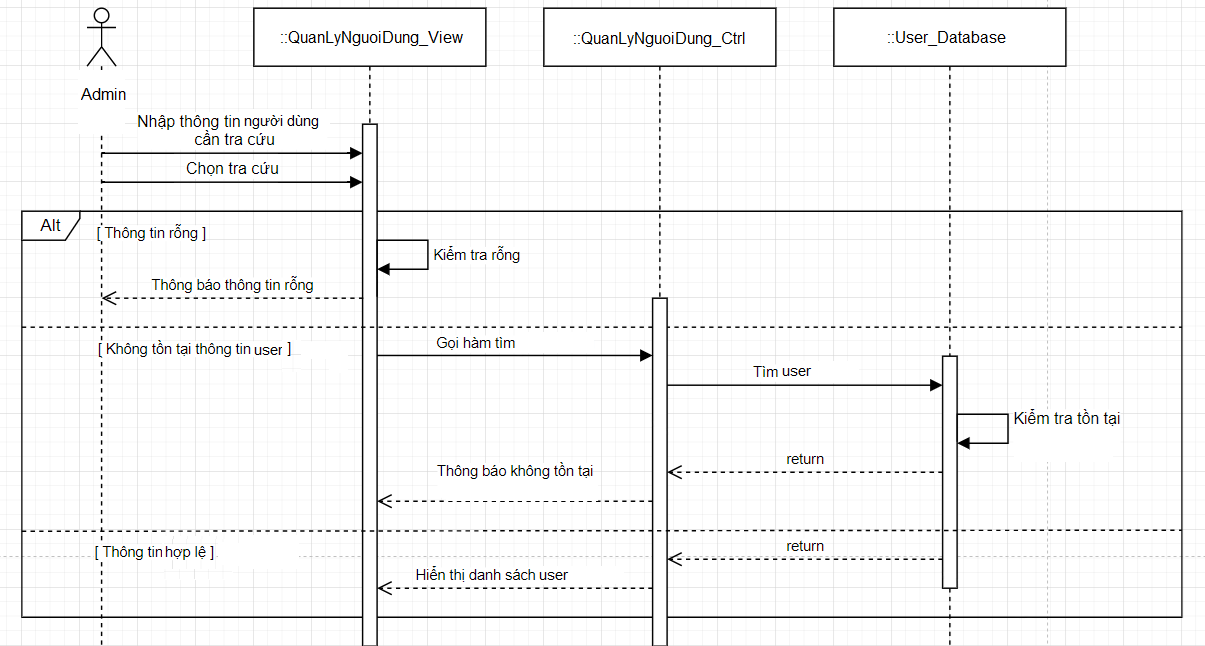 ::QuanLyNguoiDung_View
::QuanLyNguoiDung_Ctrl
::User_Database
Admin
Nhập thông tin người dùng
cần tra cứu
Chọn tra cứu
Alt
[ Thông tin rỗng ]
Kiểm tra rỗng
Thông báo thông tin rỗng
[ Không tồn tại thông tin user ]
Gọi hàm tìm
Tìm user
Kiểm tra tồn tại
return
Thông báo không tồn tại
[ Thông tin hợp lệ ]
return
Hiển thị danh sách user